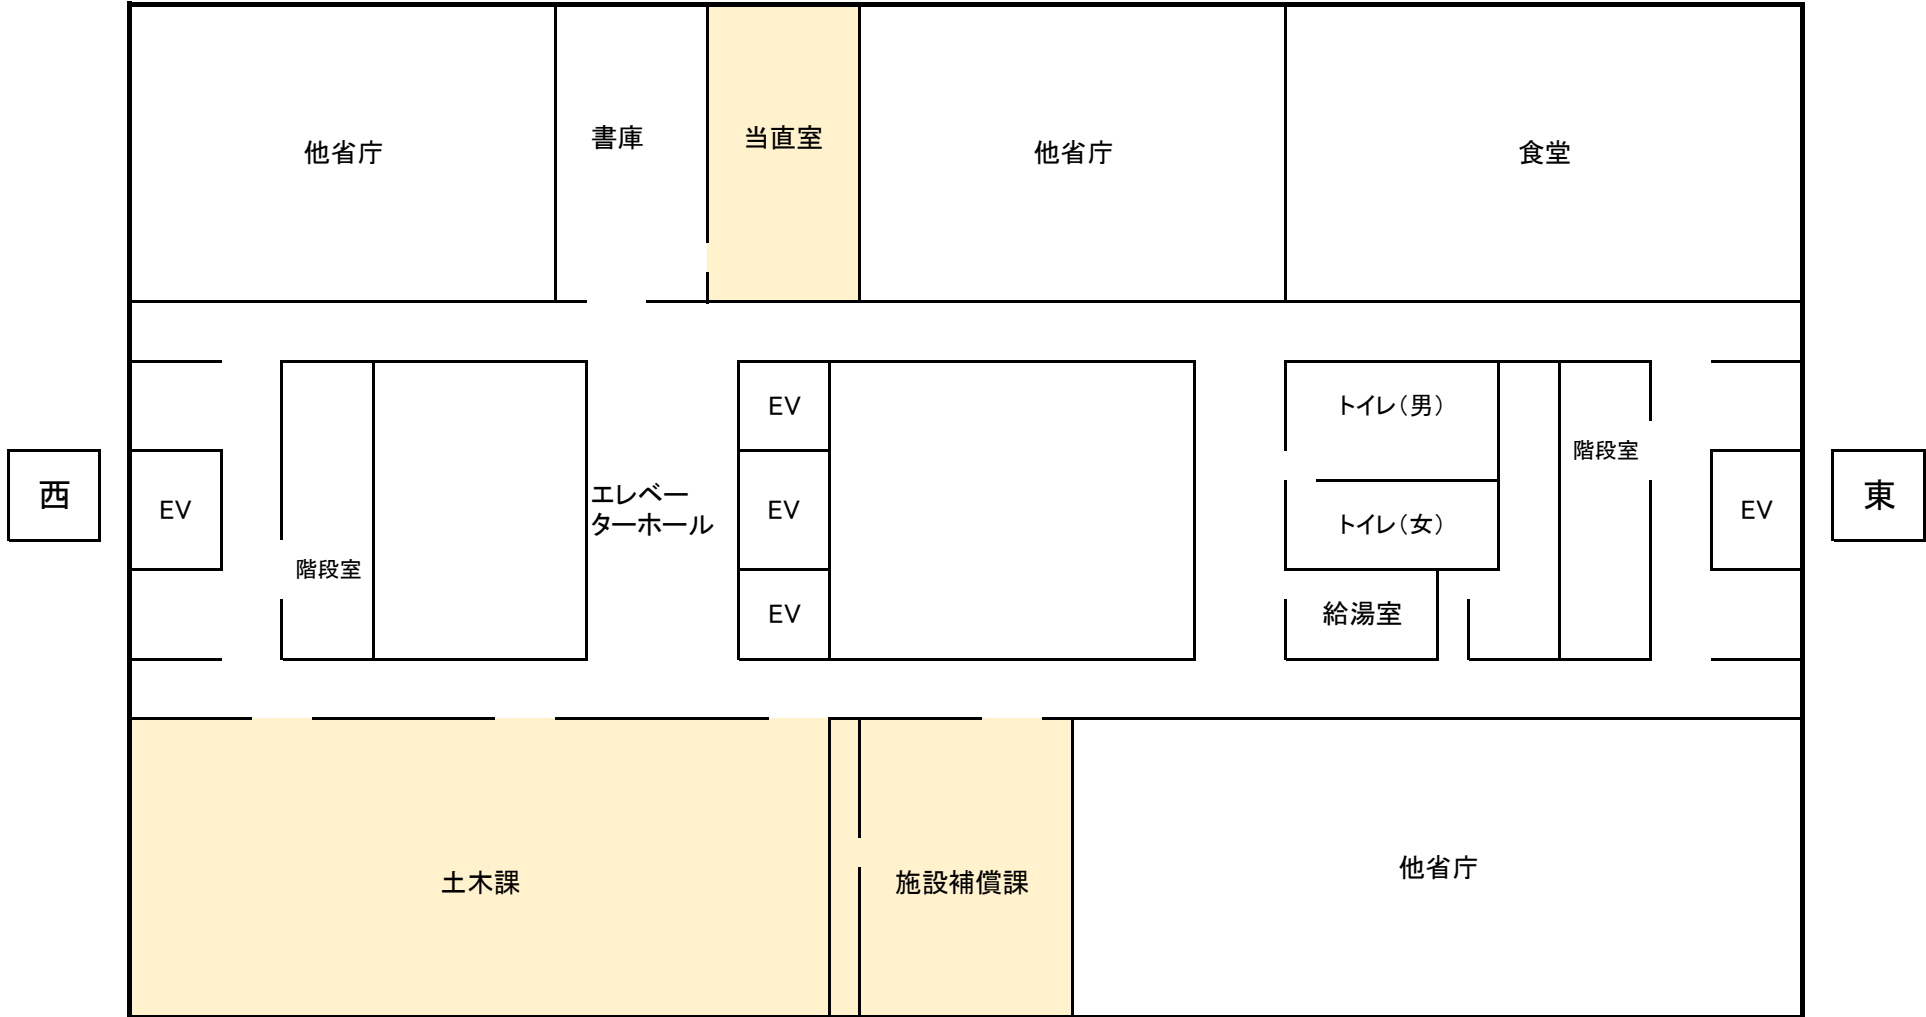 他省庁
書庫
当直室
他省庁
食堂
EV
トイレ（男）
階段室
西
EV
エレベー
ターホール
EV
トイレ（女）
EV
東
階段室
EV
給湯室
土木課
施設補償課
他省庁